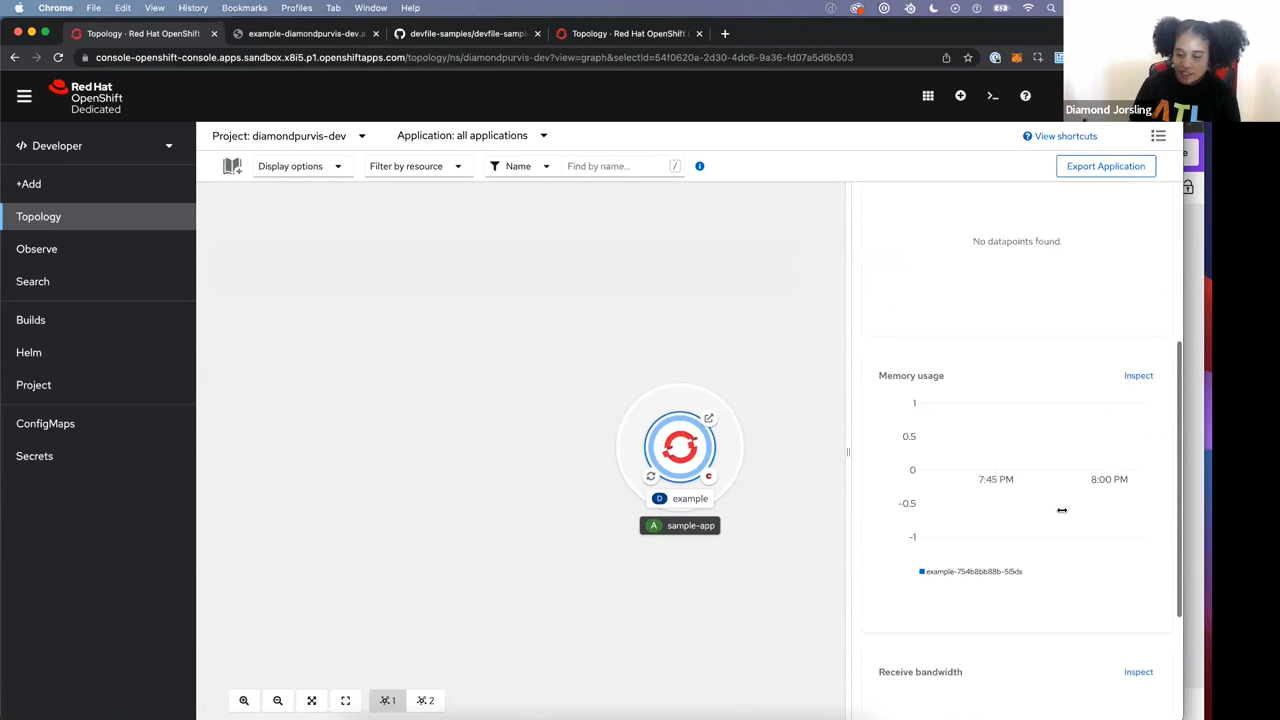 Chrome File Edit View History Bookmarks Profiles Tab Window Help
Topology · Red Hat OpenShift
example-diamondpurvis-dev.a
devfile-samples/devfile-sampl
Topology · Red Hat OpenShift
console-openshift-console.apps.sandbox.x8i5.p1.openshiftapps.com/topology/ns/diamondpurvis-dev?view=graph&selectId=54f0620a-2d30-4dc6-9a36-fd07a5d6b503
Diamond Jorsling
ATL
Red Hat
OpenShift
Dedicated
Developer
+Add
Topology
Observe
Search
Builds
Helm
Project
ConfigMaps
Secrets
Project: diamondpurvis-dev
Application: all applications
View shortcuts
Display options
Filter by resource
Name
Find by name...
/
Export Application
No datapoints found.
Memory usage
Inspect
1
0.5
0
-0.5
-1
7:45 PM
8:00 PM
example-754b8bb88b-5l5ds
Receive bandwidth
Inspect
D example
A sample-app
1
2